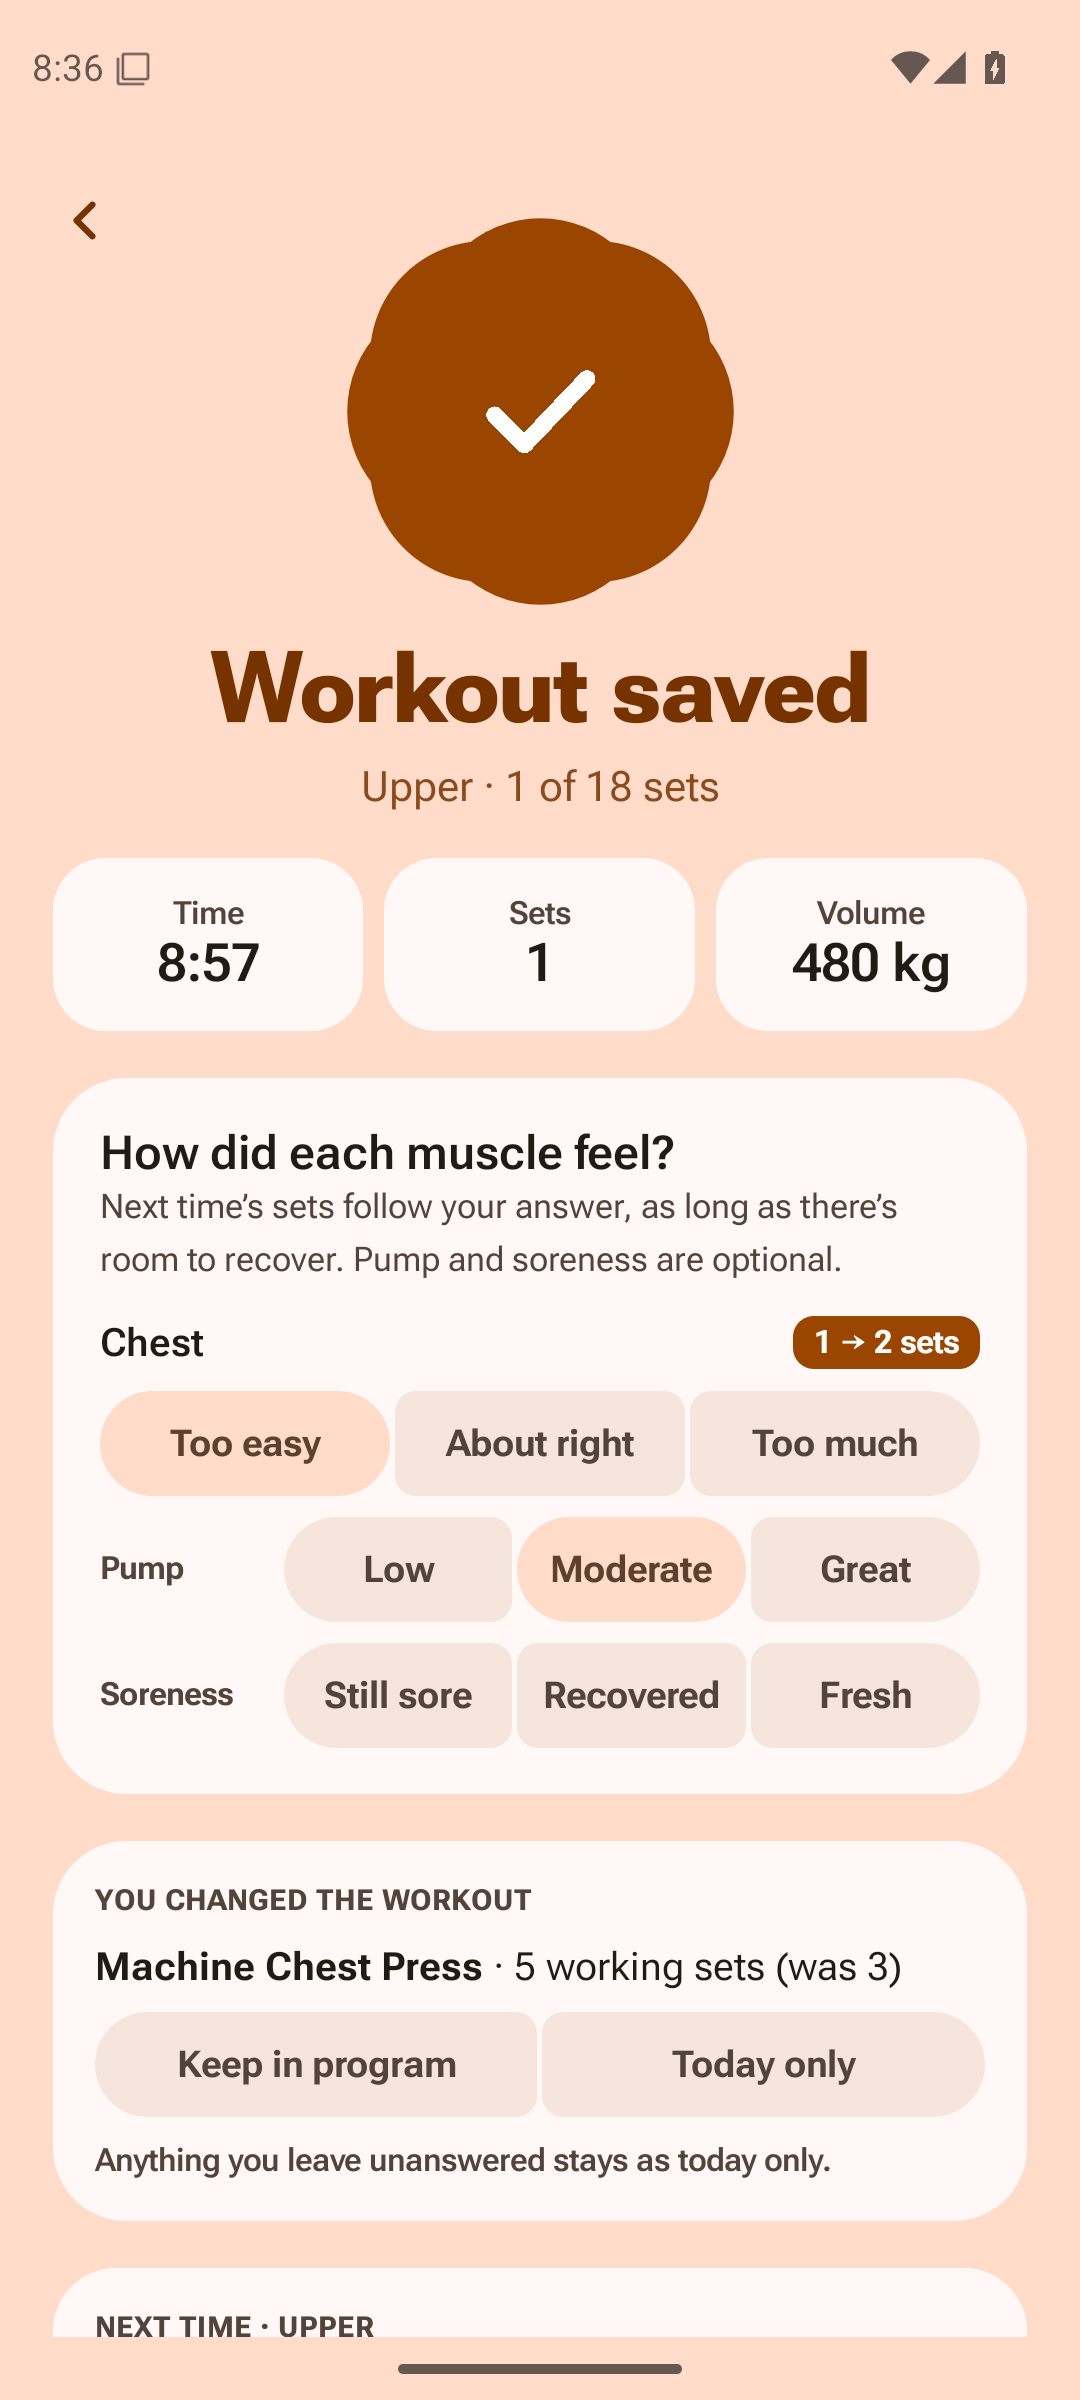 8:36
Workout saved
Upper · 1 of 18 sets
Time
8:57
Sets
1
Volume
480 kg
How did each muscle feel?
Next time’s sets follow your answer, as long as there’s
room to recover. Pump and soreness are optional.
Chest
1 → 2 sets
Too easy
About right
Too much
Pump
Low
Moderate
Great
Soreness
Still sore
Recovered
Fresh
YOU CHANGED THE WORKOUT
Machine Chest Press · 5 working sets (was 3)
Keep in program
Today only
Anything you leave unanswered stays as today only.
NEXT TIME · UPPER